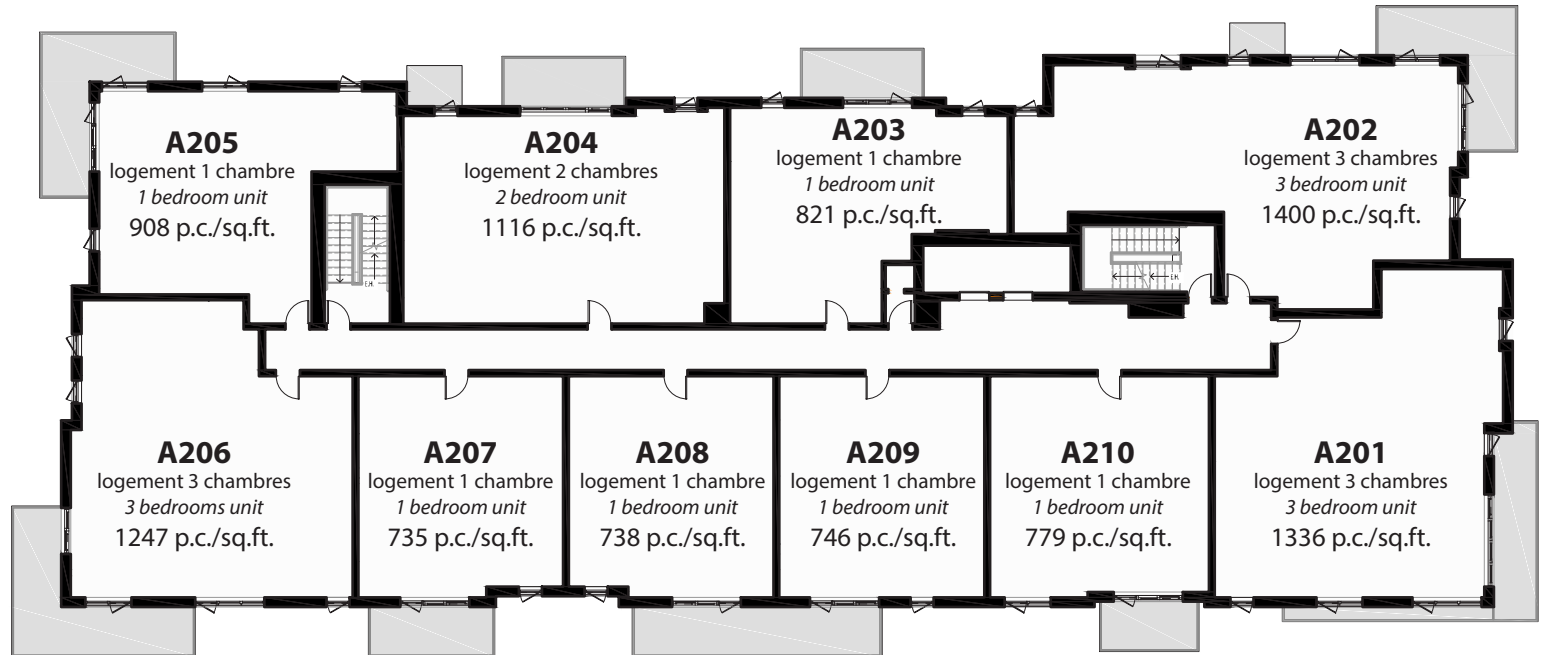 A205
logement 1 chambre
1 bedroom unit
908 p.c./sq.ft.
A204
logement 2 chambres
2 bedroom unit
1116 p.c./sq.ft.
A203
logement 1 chambre
1 bedroom unit
821 p.c./sq.ft.
A202
logement 3 chambres
3 bedroom unit
1400 p.c./sq.ft.
E.H.
E.H.
A206
logement 3 chambres
3 bedrooms unit
1247 p.c./sq.ft.
A207
logement 1 chambre
1 bedroom unit
735 p.c./sq.ft.
A208
logement 1 chambre
1 bedroom unit
738 p.c./sq.ft.
A209
logement 1 chambre
1 bedroom unit
746 p.c./sq.ft.
A210
logement 1 chambre
1 bedroom unit
779 p.c./sq.ft.
A201
logement 3 chambres
3 bedroom unit
1336 p.c./sq.ft.